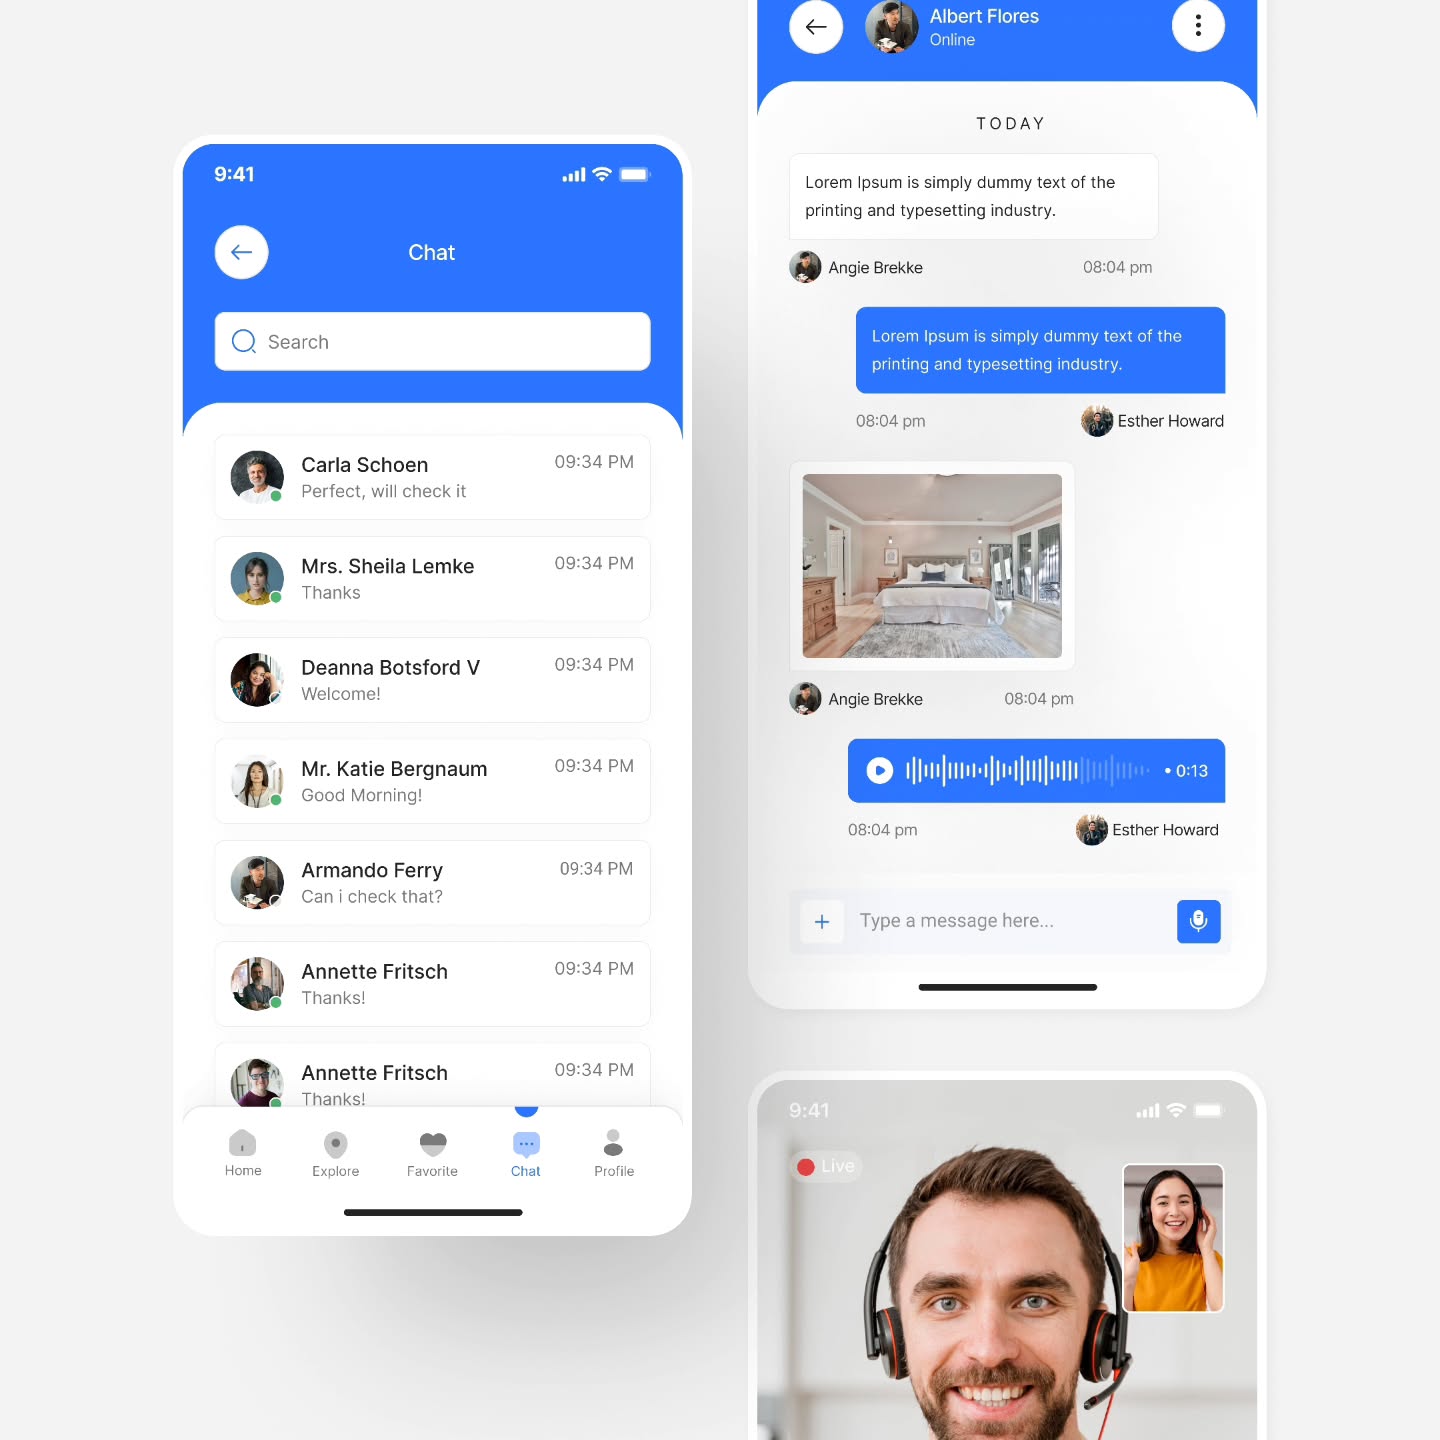 9:41
Chat
Search
Carla Schoen
09:34 PM
Perfect, will check it
Mrs. Sheila Lemke
09:34 PM
Thanks
Deanna Botsford V
09:34 PM
Welcome!
Mr. Katie Bergnaum
09:34 PM
Good Morning!
Armando Ferry
09:34 PM
Can i check that?
Annette Fritsch
09:34 PM
Thanks!
Annette Fritsch
09:34 PM
Thanks!
Home
Explore
Favorite
Chat
Profile
Albert Flores
Online
TODAY
Lorem Ipsum is simply dummy text of the
printing and typesetting industry.
Angie Brekke
08:04 pm
Lorem Ipsum is simply dummy text of the
printing and typesetting industry.
08:04 pm
Esther Howard
Angie Brekke
08:04 pm
• 0:13
08:04 pm
Esther Howard
Type a message here...
9:41
Live